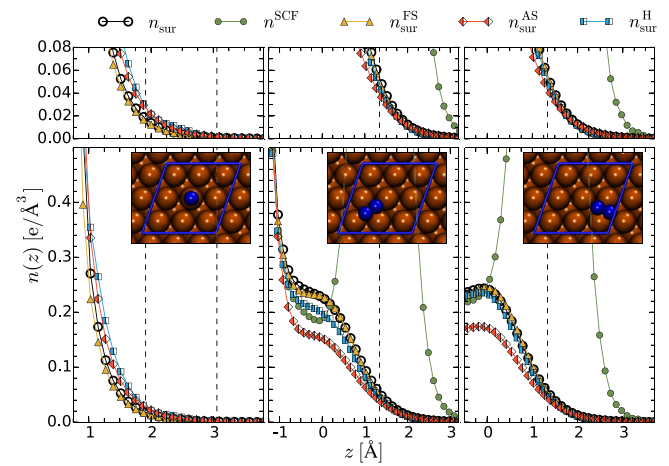 n_sur n^SCF n_sur^FS n_sur^AS n_sur^H
0.08
0.06
0.04
0.02
0.00
n(z) [e/Å³]
0.4
0.3
0.2
0.1
0.0
1 2 3 -1 0 1 2 3 0 1 2 3
z [Å]